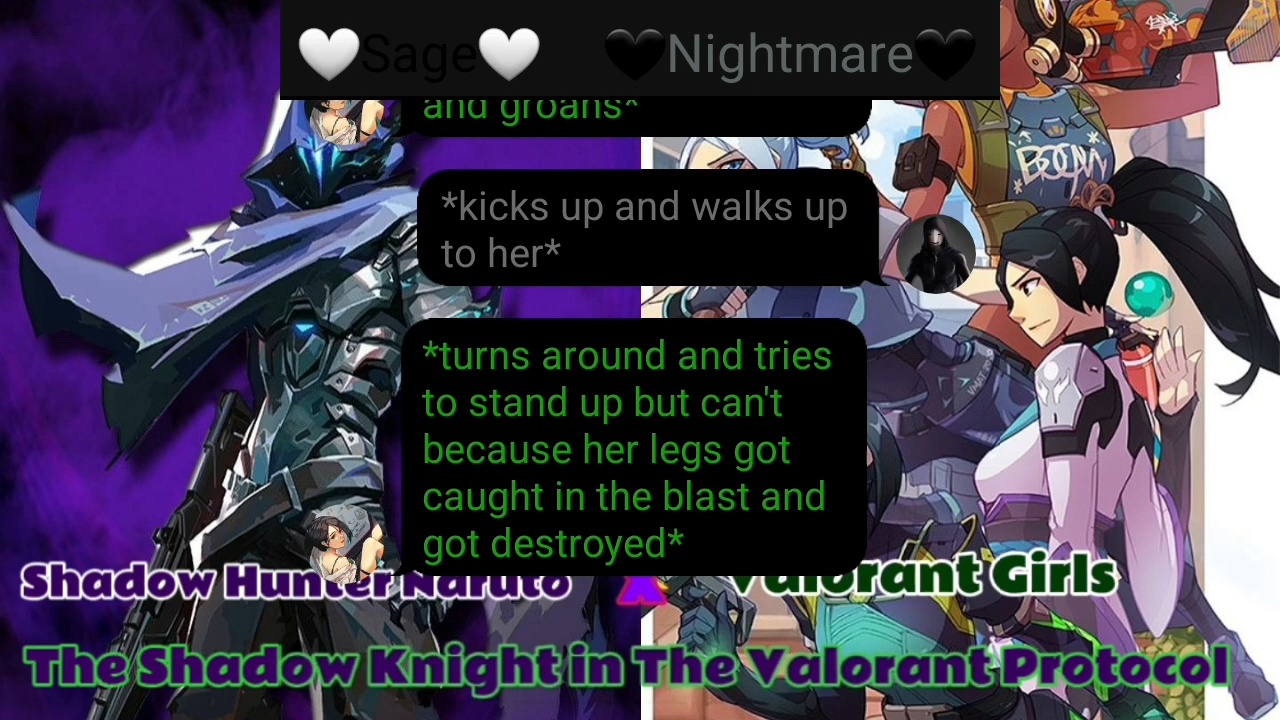 🤍Sage🤍 🖤Nightmare🖤
and groans*
*kicks up and walks up
to her*
*turns around and tries
to stand up but can't
because her legs got
caught in the blast and
got destroyed*
Shadow Hunter Naruto X Valorant Girls
The Shadow Knight in The Valorant Protocol
BOOM